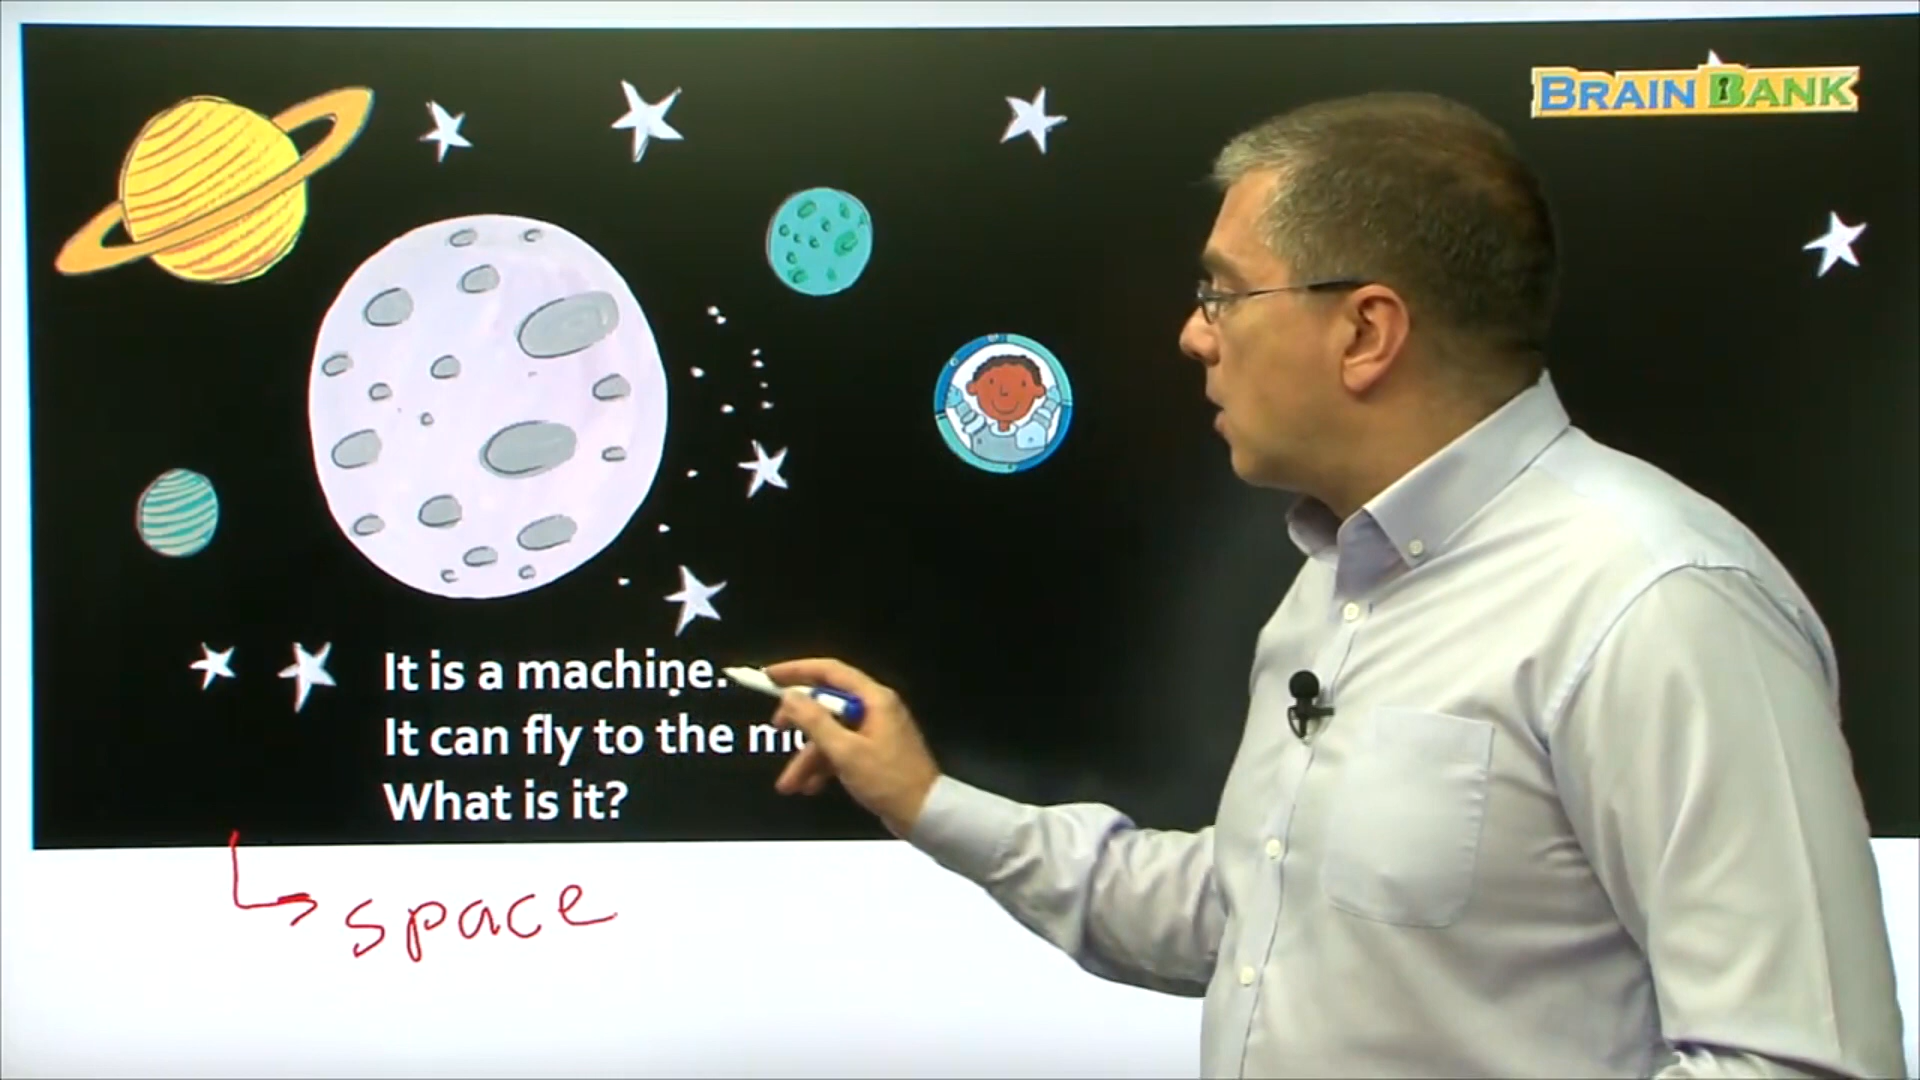 BRAIN BANK
It is a machine.
It can fly to the
What is it?
space